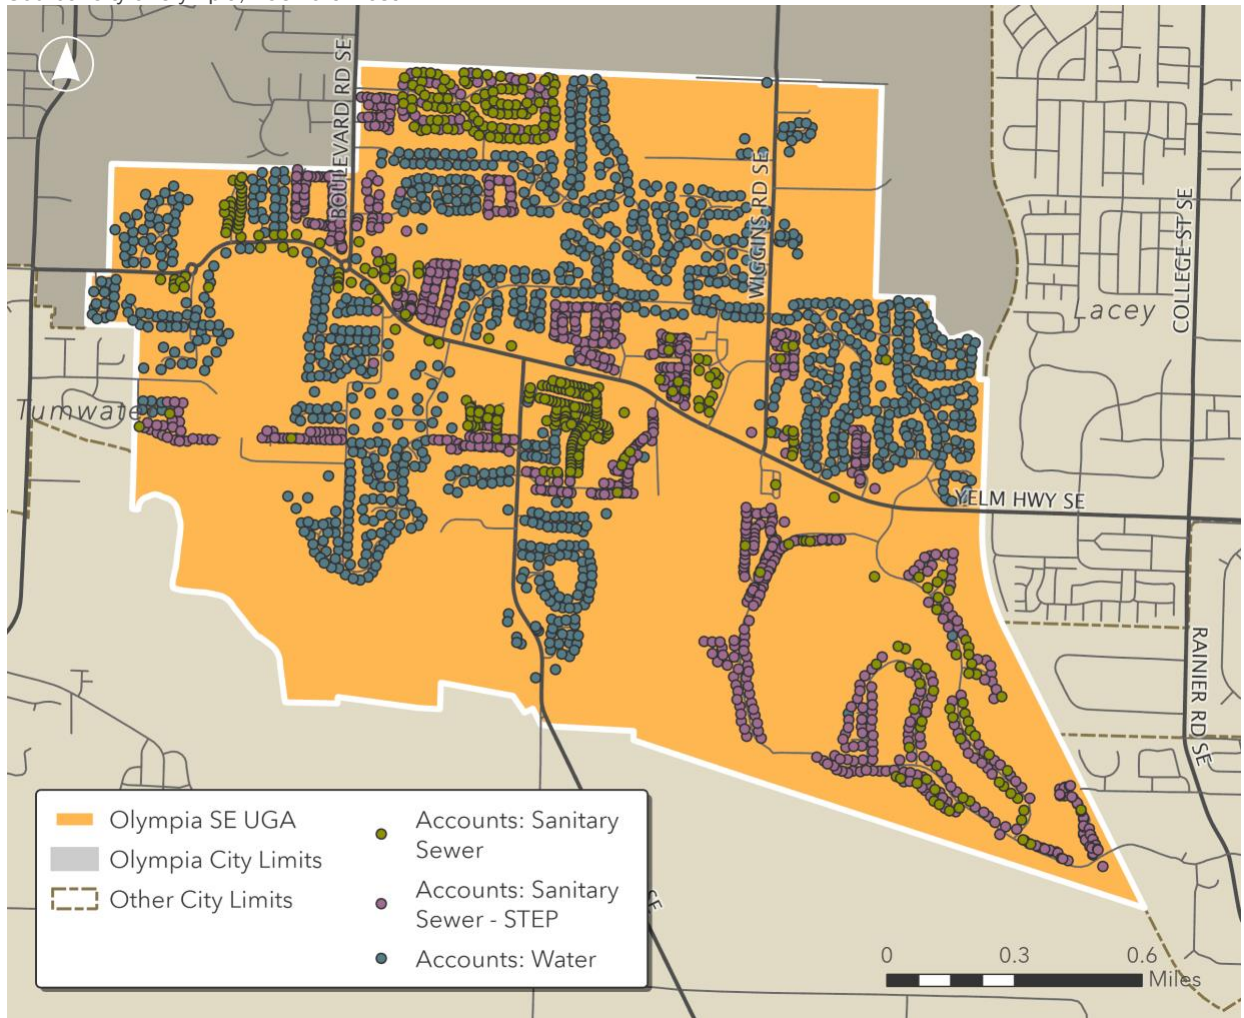 BOULEVARD RD SE
WIGGINS RD SE
COLLEGE ST SE
Lacey
Tumwater
YELM HWY SE
RAINIER RD SE
Olympia SE UGA
Olympia City Limits
Other City Limits
Accounts: Sanitary
Sewer
Accounts: Sanitary
Sewer - STEP
Accounts: Water
SE
0 0.3 0.6
Miles